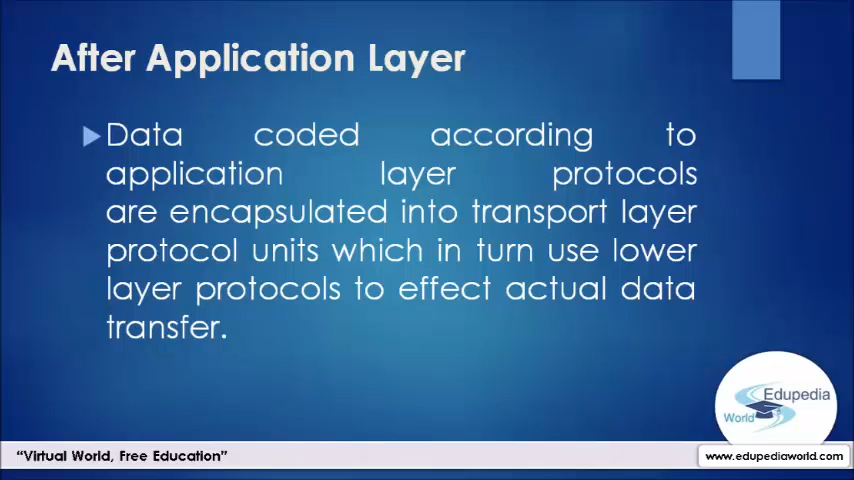 After Application Layer
Data coded according to
application layer protocols
are encapsulated into transport layer
protocol units which in turn use lower
layer protocols to effect actual data
transfer.
Edupedia
World
“Virtual World, Free Education”
www.edupediaworld.com